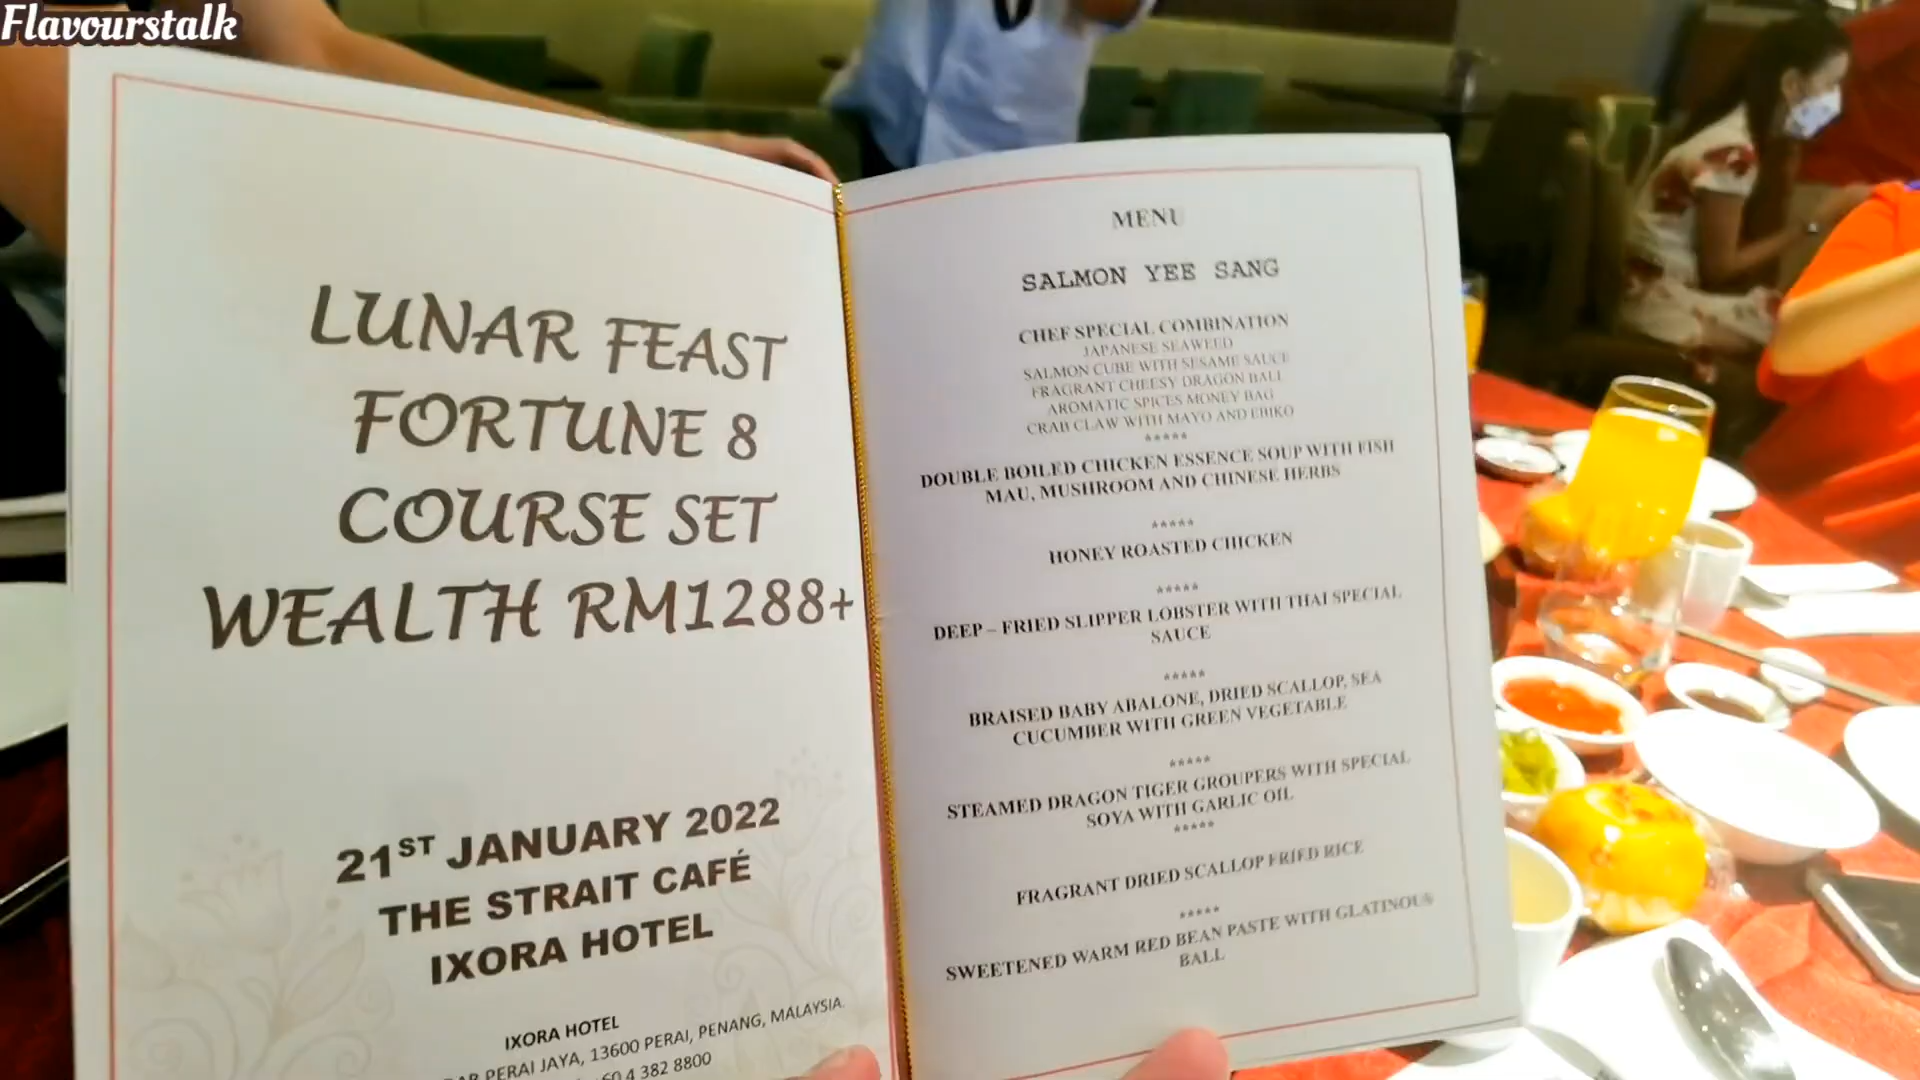 Flavourstalk
LUNAR FEAST
FORTUNE 8
COURSE SET
WEALTH RM1288+
21ST JANUARY 2022
THE STRAIT CAFÉ
IXORA HOTEL
IXORA HOTEL
PERAI JAYA, 13600 PERAI, PENANG, MALAYSIA.
4 382 8800
MENU
SALMON YEE SANG
CHEF SPECIAL COMBINATION
JAPANESE SEAWEED
SALMON CUBE WITH SESAME SAUCE
FRAGRANT CHEESY DRAGON BALL
AROMATIC SPICES MONEY BAG
CRAB CLAW WITH MAYO AND EBIKO
*****
DOUBLE BOILED CHICKEN ESSENCE SOUP WITH FISH
MAU, MUSHROOM AND CHINESE HERBS
*****
HONEY ROASTED CHICKEN
*****
DEEP – FRIED SLIPPER LOBSTER WITH THAI SPECIAL
SAUCE
*****
BRAISED BABY ABALONE, DRIED SCALLOP, SEA
CUCUMBER WITH GREEN VEGETABLE
*****
STEAMED DRAGON TIGER GROUPERS WITH SPECIAL
SOYA WITH GARLIC OIL
*****
FRAGRANT DRIED SCALLOP FRIED RICE
*****
SWEETENED WARM RED BEAN PASTE WITH GLATINOUS
BALL